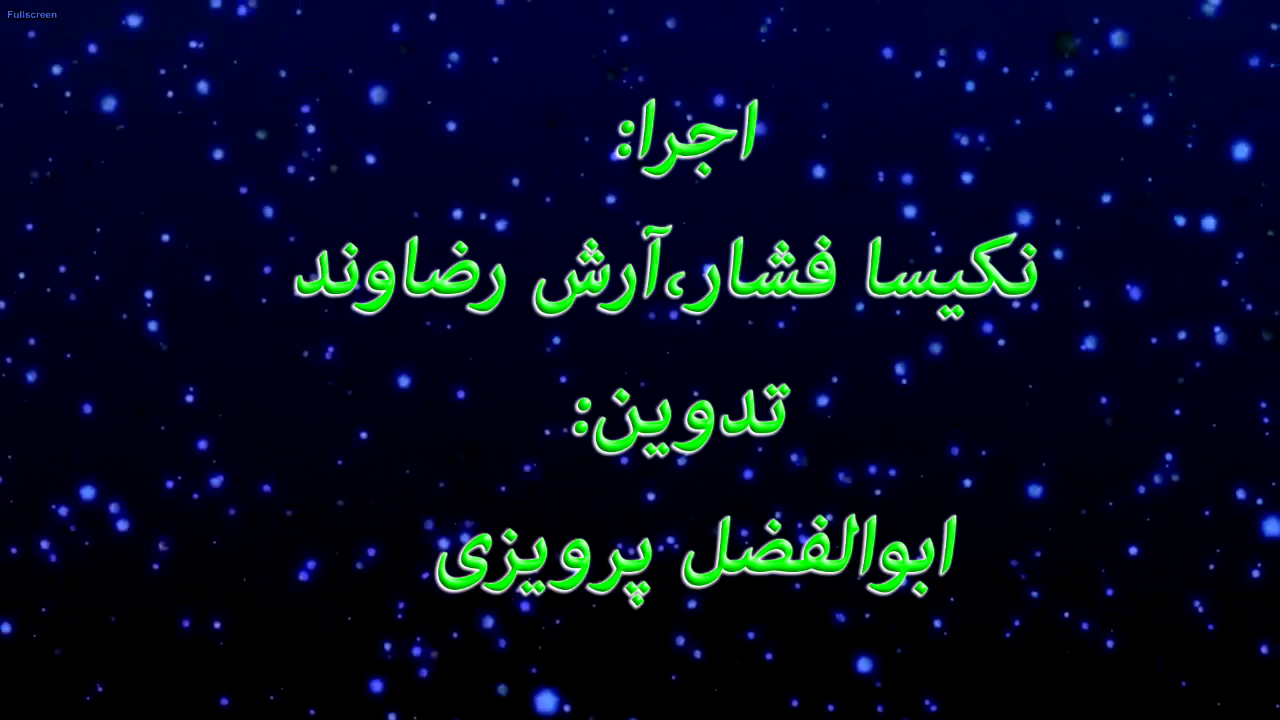 Fullscreen
اجرا:
نکیسا فشار،آرش رضاوند
تدوین:
ابوالفضل پرویزی